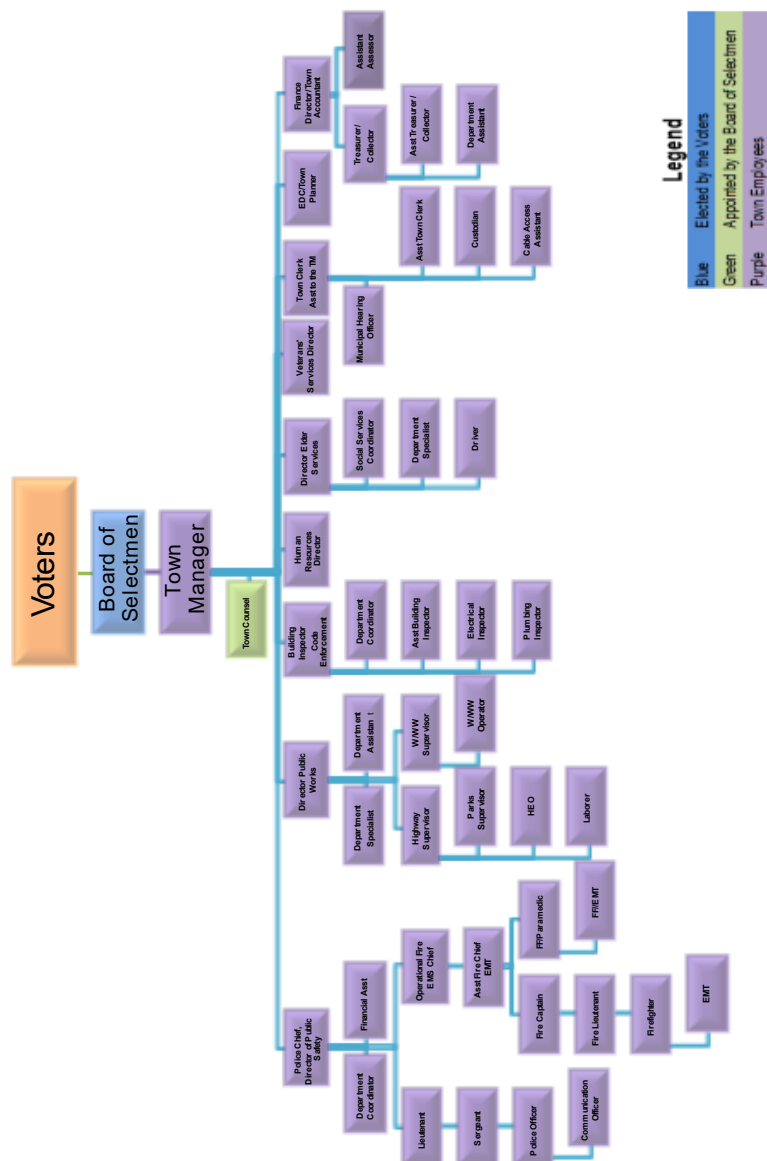 Voters
Board of
Selectmen
Town
Manager
Town Counsel
Police Chief,
Director of Public
Safety
Director Public
Works
Building
Inspector
Code
Enforcement
Human
Resources
Director
Director Elder
Services
Veterans'
Services Director
Town Clerk
Asst to the TM
EDC/Town
Planner
Finance
Director/Town
Accountant
Department
Coordinator
Financial Asst
Lieutenant
Sergeant
Police Officer
Communication
Officer
Operational Fire
EMS Chief
Asst Fire Chief
EMT
Fire Captain
Fire Lieutenant
Firefighter
EMT
FF/Paramedic
FF/EMT
Department
Specialist
Department
Assistant
Highway
Supervisor
Parks
Supervisor
HEO
Laborer
W/WW
Supervisor
W/WW
Operator
Department
Coordinator
Asst Building
Inspector
Electrical
Inspector
Plumbing
Inspector
Social Services
Coordinator
Department
Specialist
Driver
Municipal Hearing
Officer
Asst Town Clerk
Custodian
Cable Access
Assistant
Treasurer/
Collector
Asst Treasurer/
Collector
Department
Assistant
Assistant
Assessor
Legend
Blue Elected by the Voters
Green Appointed by the Board of Selectmen
Purple Town Employees